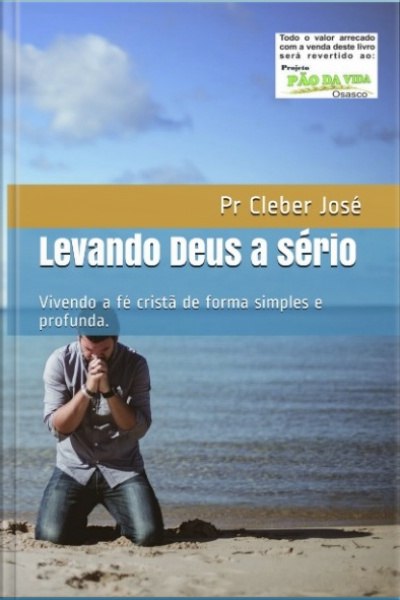 Todo o valor arrecado
com a venda deste livro
será revertido ao:
Projeto
PÃO DA VIDA
Osasco
Pr Cleber José
Levando Deus a sério
Vivendo a fé cristã de forma simples e
profunda.